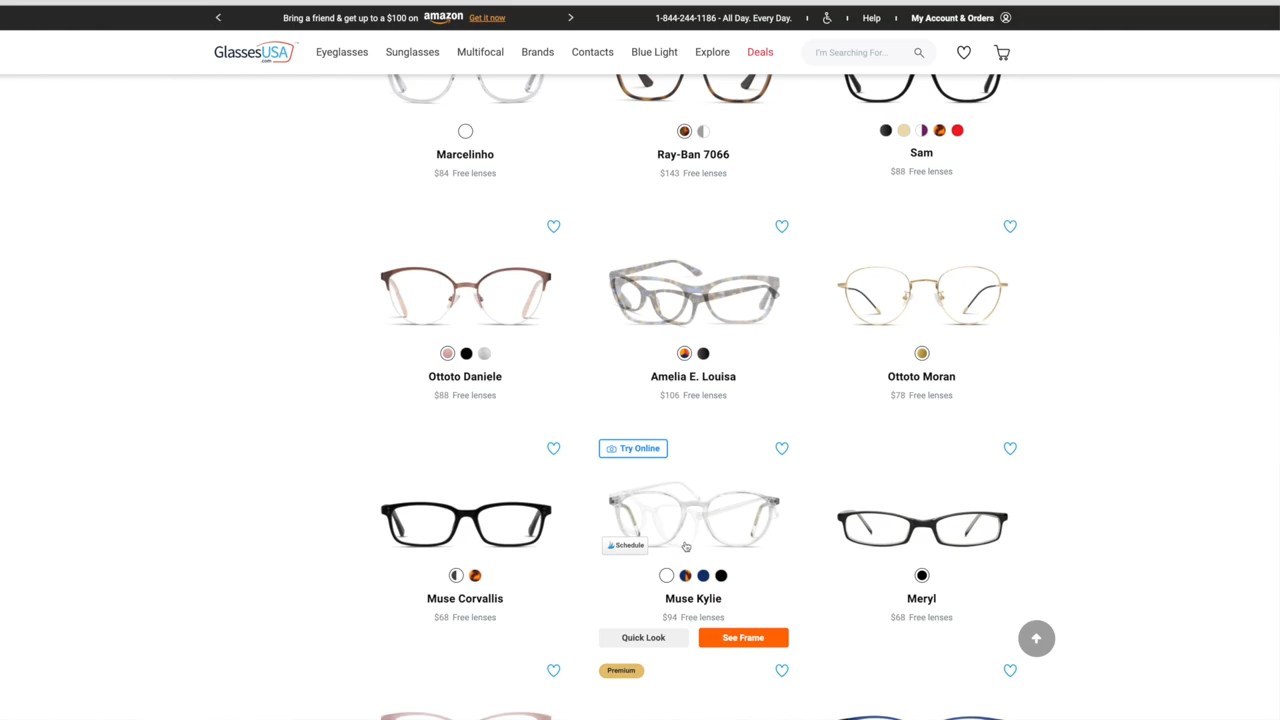 Bring a friend & get up to a $100 on amazon Get it now
1-844-244-1186 - All Day. Every Day.
Help
My Account & Orders
GlassesUSA.com
Eyeglasses
Sunglasses
Multifocal
Brands
Contacts
Blue Light
Explore
Deals
I'm Searching For...
Marcelinho
$84 Free lenses
Ray-Ban 7066
$143 Free lenses
Sam
$88 Free lenses
Ottoto Daniele
$88 Free lenses
Amelia E. Louisa
$106 Free lenses
Ottoto Moran
$78 Free lenses
Muse Corvallis
$68 Free lenses
Try Online
Schedule
Muse Kylie
$94 Free lenses
Quick Look
See Frame
Meryl
$68 Free lenses
Premium